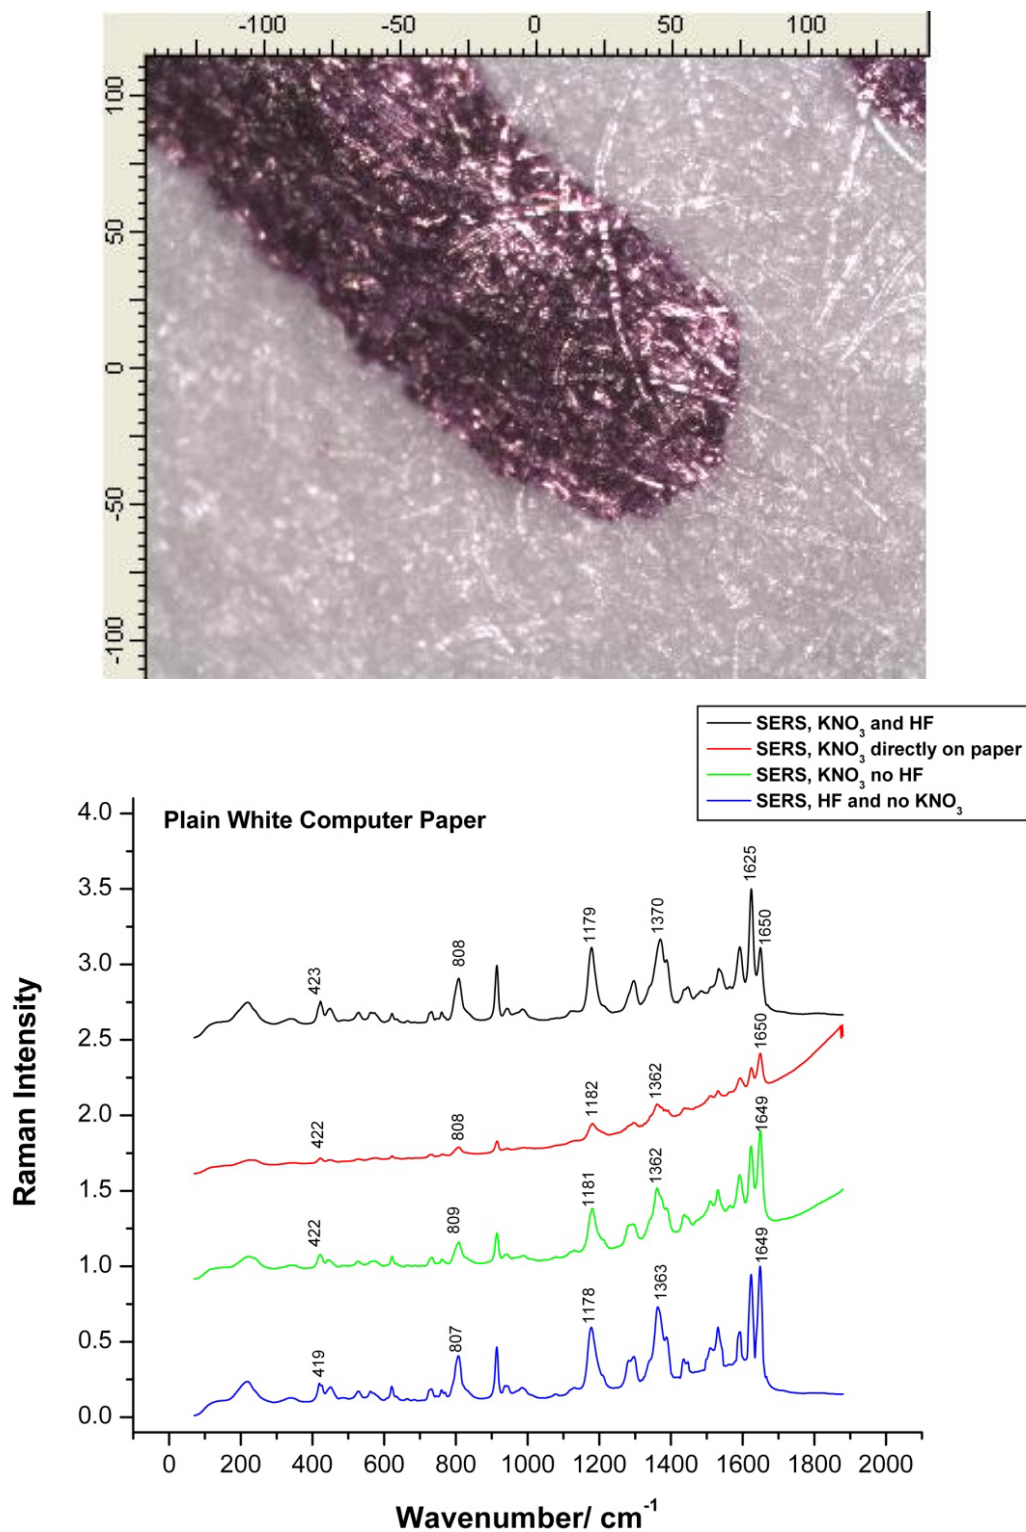 -100 -50 0 50 100
100
50
0
-50
-100
SERS, KNO₃ and HF
SERS, KNO₃ directly on paper
SERS, KNO₃ no HF
SERS, HF and no KNO₃
Plain White Computer Paper
Raman Intensity
4.0
3.5
3.0
2.5
2.0
1.5
1.0
0.5
0.0
423 808 1179 1370 1625 1650
422 808 1182 1362 1650
422 809 1181 1362 1649
419 807 1178 1363 1649
0 200 400 600 800 1000 1200 1400 1600 1800 2000
Wavenumber/ cm⁻¹